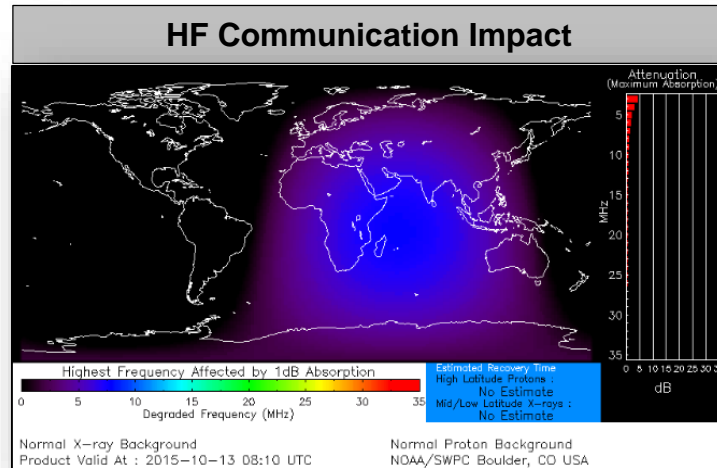 HF Communication Impact
Attenuation
(Maximum Absorption)
5
10
15
MHz
20
25
30
35
0 5 10 15 20 25 30 3
dB
Highest Frequency Affected by 1dB Absorption
0 5 10 15 20 25 30 35
Degraded Frequency (MHz)
Estimated Recovery Time
High Latitude Protons :
No Estimate
Mid/Low Latitude X-rays :
No Estimate
Normal X-ray Background
Normal Proton Background
Product Valid At : 2015-10-13 08:10 UTC
NOAA/SWPC Boulder, CO USA